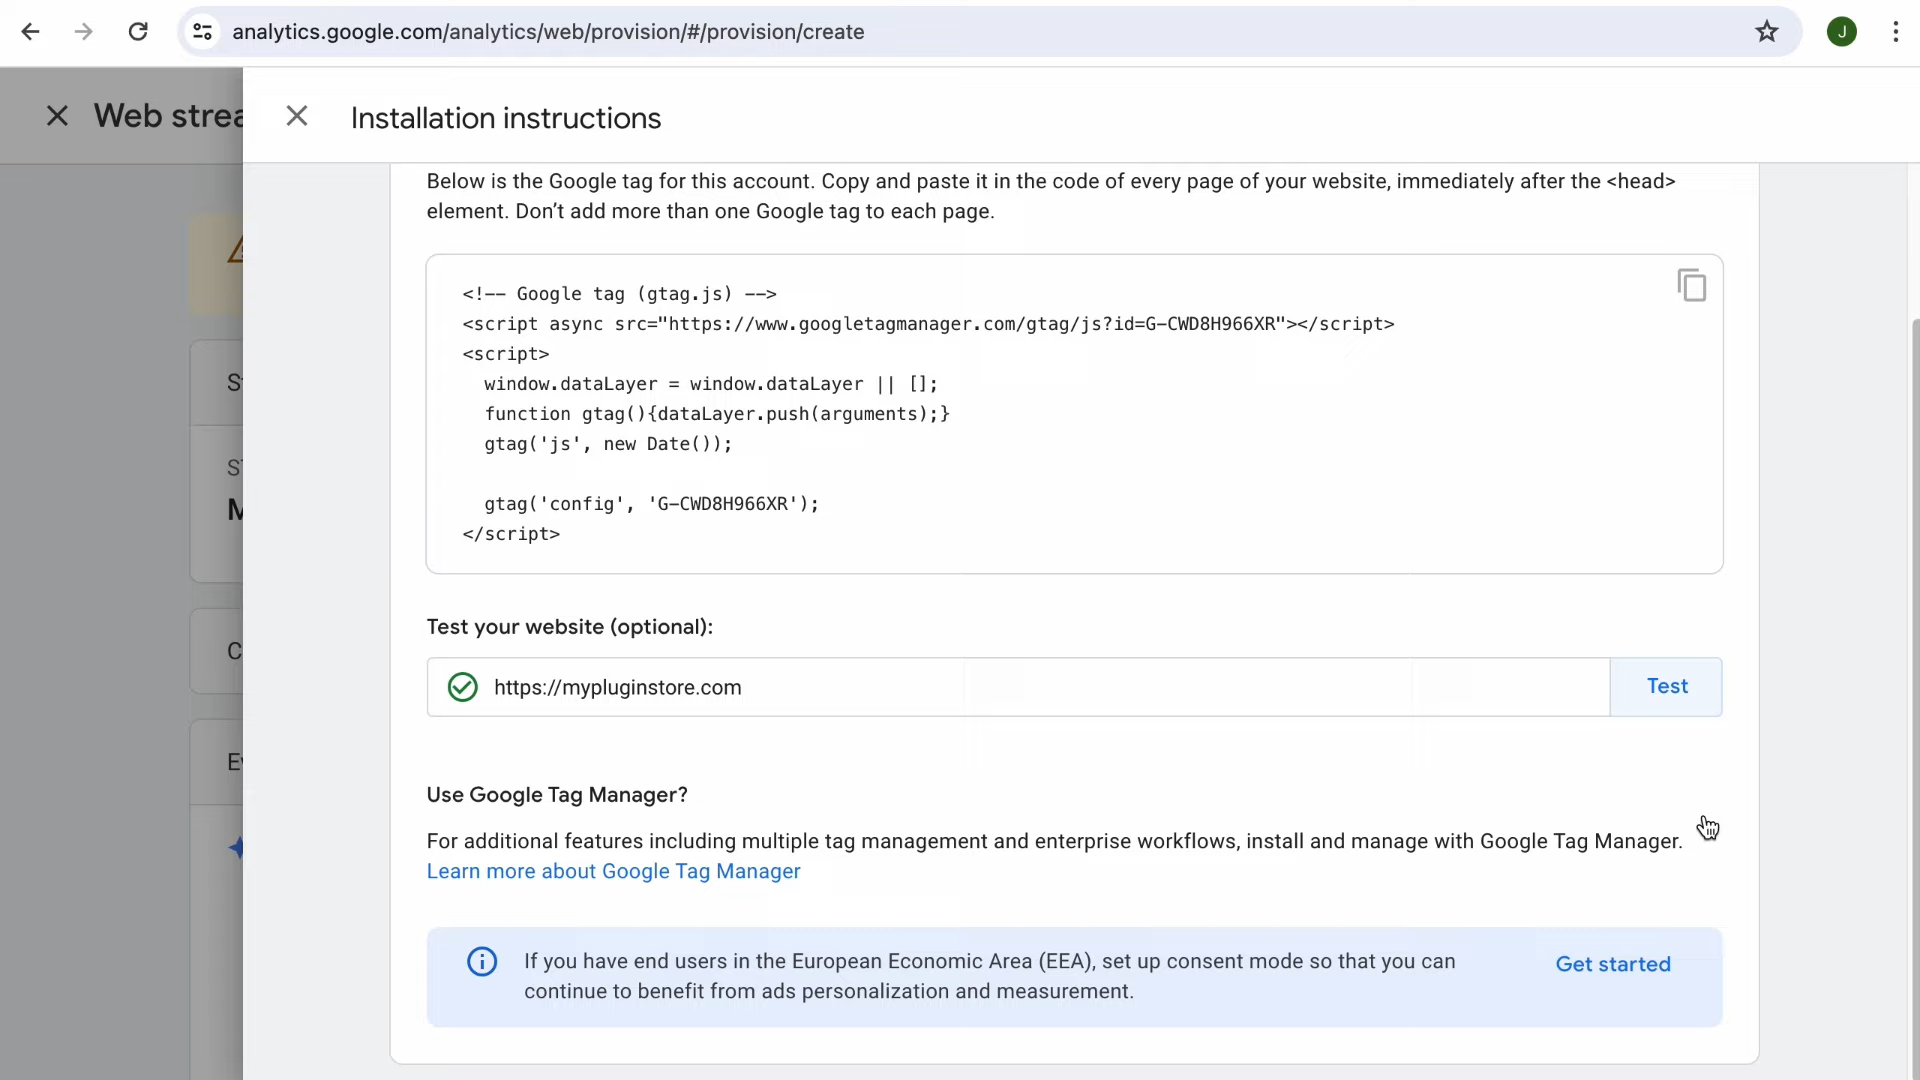 analytics.google.com/analytics/web/provision/#/provision/create
J
Web strea
Installation instructions
Below is the Google tag for this account. Copy and paste it in the code of every page of your website, immediately after the <head>
element. Don’t add more than one Google tag to each page.
<!-- Google tag (gtag.js) -->
<script async src="https://www.googletagmanager.com/gtag/js?id=G-CWD8H966XR"></script>
<script>
window.dataLayer = window.dataLayer || [];
function gtag(){dataLayer.push(arguments);}
gtag('js', new Date());
gtag('config', 'G-CWD8H966XR');
</script>
Test your website (optional):
https://mypluginstore.com
Test
Use Google Tag Manager?
For additional features including multiple tag management and enterprise workflows, install and manage with Google Tag Manager.
Learn more about Google Tag Manager
If you have end users in the European Economic Area (EEA), set up consent mode so that you can
continue to benefit from ads personalization and measurement.
Get started